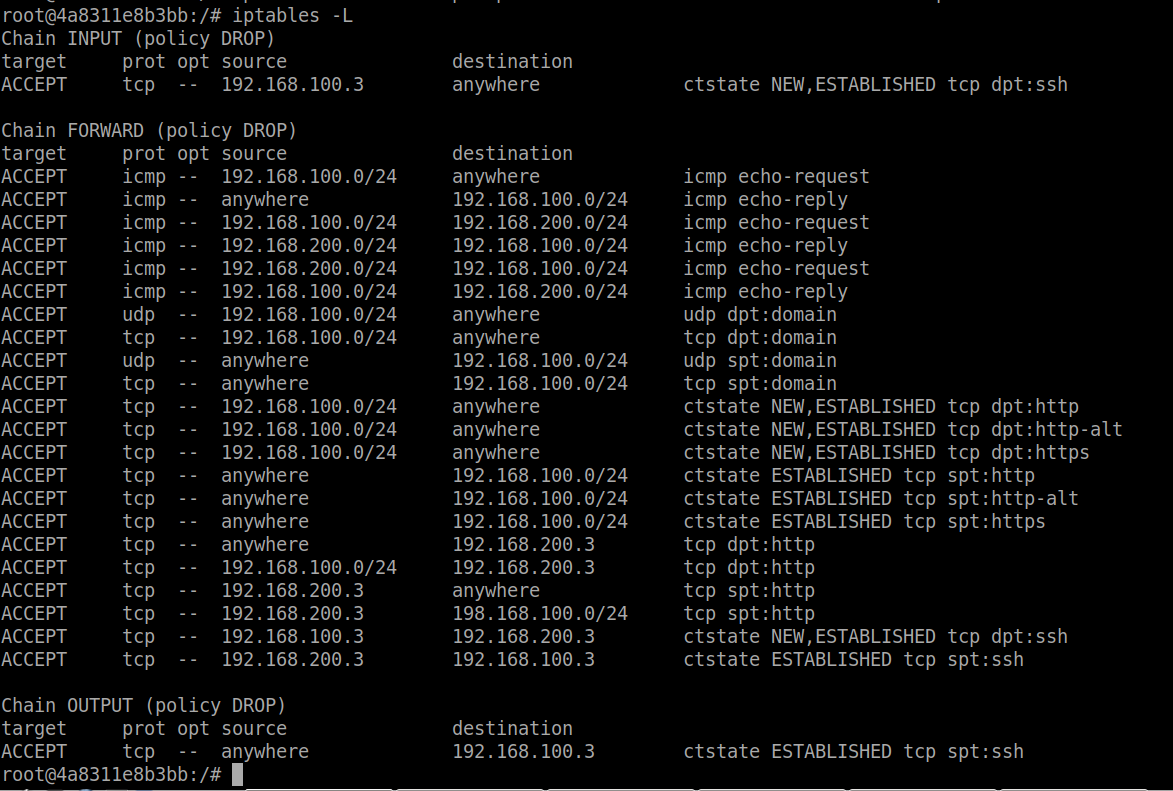 root@4a8311e8b3bb:/# iptables -L
Chain INPUT (policy DROP)
target     prot opt source               destination
ACCEPT     tcp  --  192.168.100.3        anywhere             ctstate NEW,ESTABLISHED tcp dpt:ssh

Chain FORWARD (policy DROP)
target     prot opt source               destination
ACCEPT     icmp --  192.168.100.0/24     anywhere             icmp echo-request
ACCEPT     icmp --  anywhere             192.168.100.0/24     icmp echo-reply
ACCEPT     icmp --  192.168.100.0/24     192.168.200.0/24     icmp echo-request
ACCEPT     icmp --  192.168.200.0/24     192.168.100.0/24     icmp echo-reply
ACCEPT     icmp --  192.168.200.0/24     192.168.100.0/24     icmp echo-request
ACCEPT     icmp --  192.168.100.0/24     192.168.200.0/24     icmp echo-reply
ACCEPT     udp  --  192.168.100.0/24     anywhere             udp dpt:domain
ACCEPT     tcp  --  192.168.100.0/24     anywhere             tcp dpt:domain
ACCEPT     udp  --  anywhere             192.168.100.0/24     udp spt:domain
ACCEPT     tcp  --  anywhere             192.168.100.0/24     tcp spt:domain
ACCEPT     tcp  --  192.168.100.0/24     anywhere             ctstate NEW,ESTABLISHED tcp dpt:http
ACCEPT     tcp  --  192.168.100.0/24     anywhere             ctstate NEW,ESTABLISHED tcp dpt:http-alt
ACCEPT     tcp  --  192.168.100.0/24     anywhere             ctstate NEW,ESTABLISHED tcp dpt:https
ACCEPT     tcp  --  anywhere             192.168.100.0/24     ctstate ESTABLISHED tcp spt:http
ACCEPT     tcp  --  anywhere             192.168.100.0/24     ctstate ESTABLISHED tcp spt:http-alt
ACCEPT     tcp  --  anywhere             192.168.100.0/24     ctstate ESTABLISHED tcp spt:https
ACCEPT     tcp  --  anywhere             192.168.200.3        tcp dpt:http
ACCEPT     tcp  --  192.168.100.0/24     192.168.200.3        tcp dpt:http
ACCEPT     tcp  --  192.168.200.3        anywhere             tcp spt:http
ACCEPT     tcp  --  192.168.200.3        198.168.100.0/24     tcp spt:http
ACCEPT     tcp  --  192.168.100.3        192.168.200.3        ctstate NEW,ESTABLISHED tcp dpt:ssh
ACCEPT     tcp  --  192.168.200.3        192.168.100.3        ctstate ESTABLISHED tcp spt:ssh

Chain OUTPUT (policy DROP)
target     prot opt source               destination
ACCEPT     tcp  --  anywhere             192.168.100.3        ctstate ESTABLISHED tcp spt:ssh
root@4a8311e8b3bb:/#